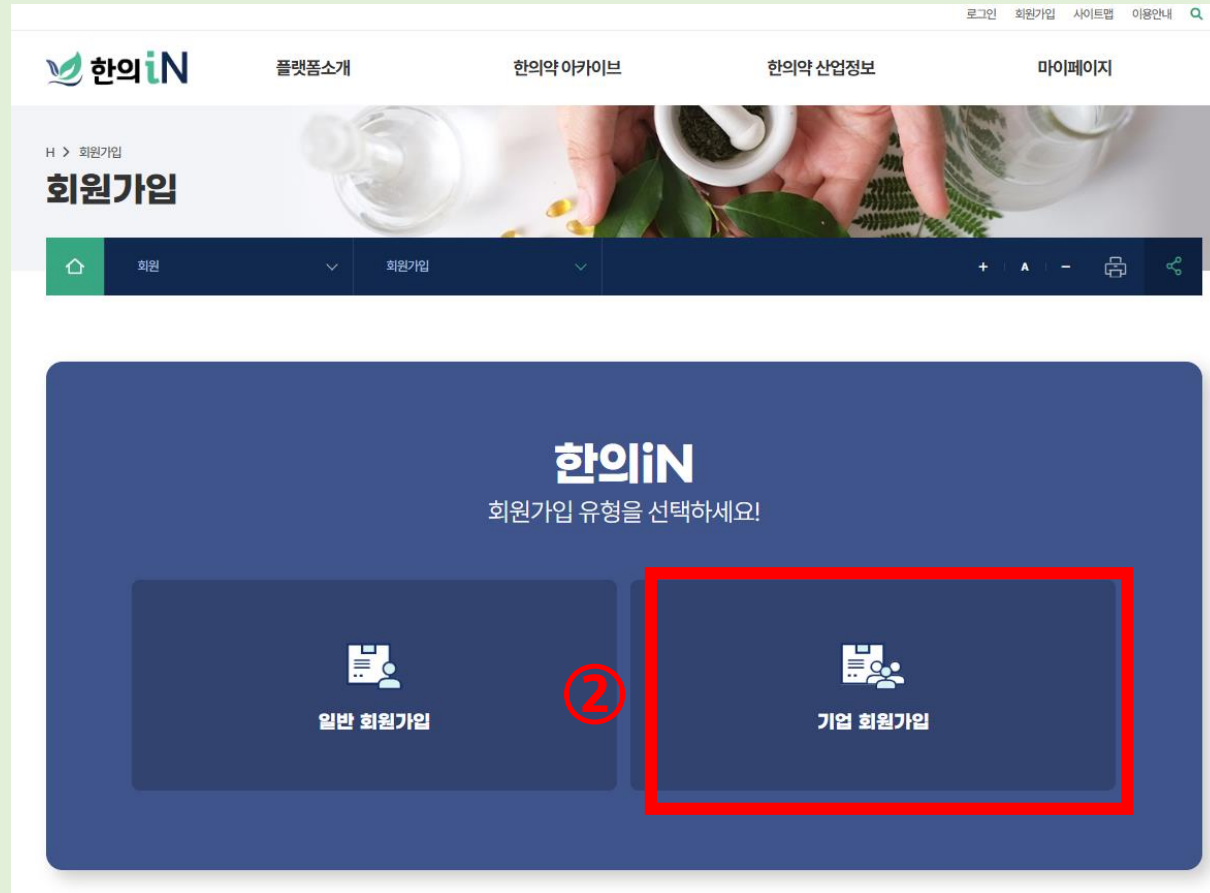 로그인 회원가입 사이트맵 이용안내
한의iN 플랫폼소개 한의약 아카이브 한의약 산업정보 마이페이지
H > 회원가입
회원가입
회원 회원가입 + A -
한의iN
회원가입 유형을 선택하세요!
②
일반 회원가입 기업 회원가입